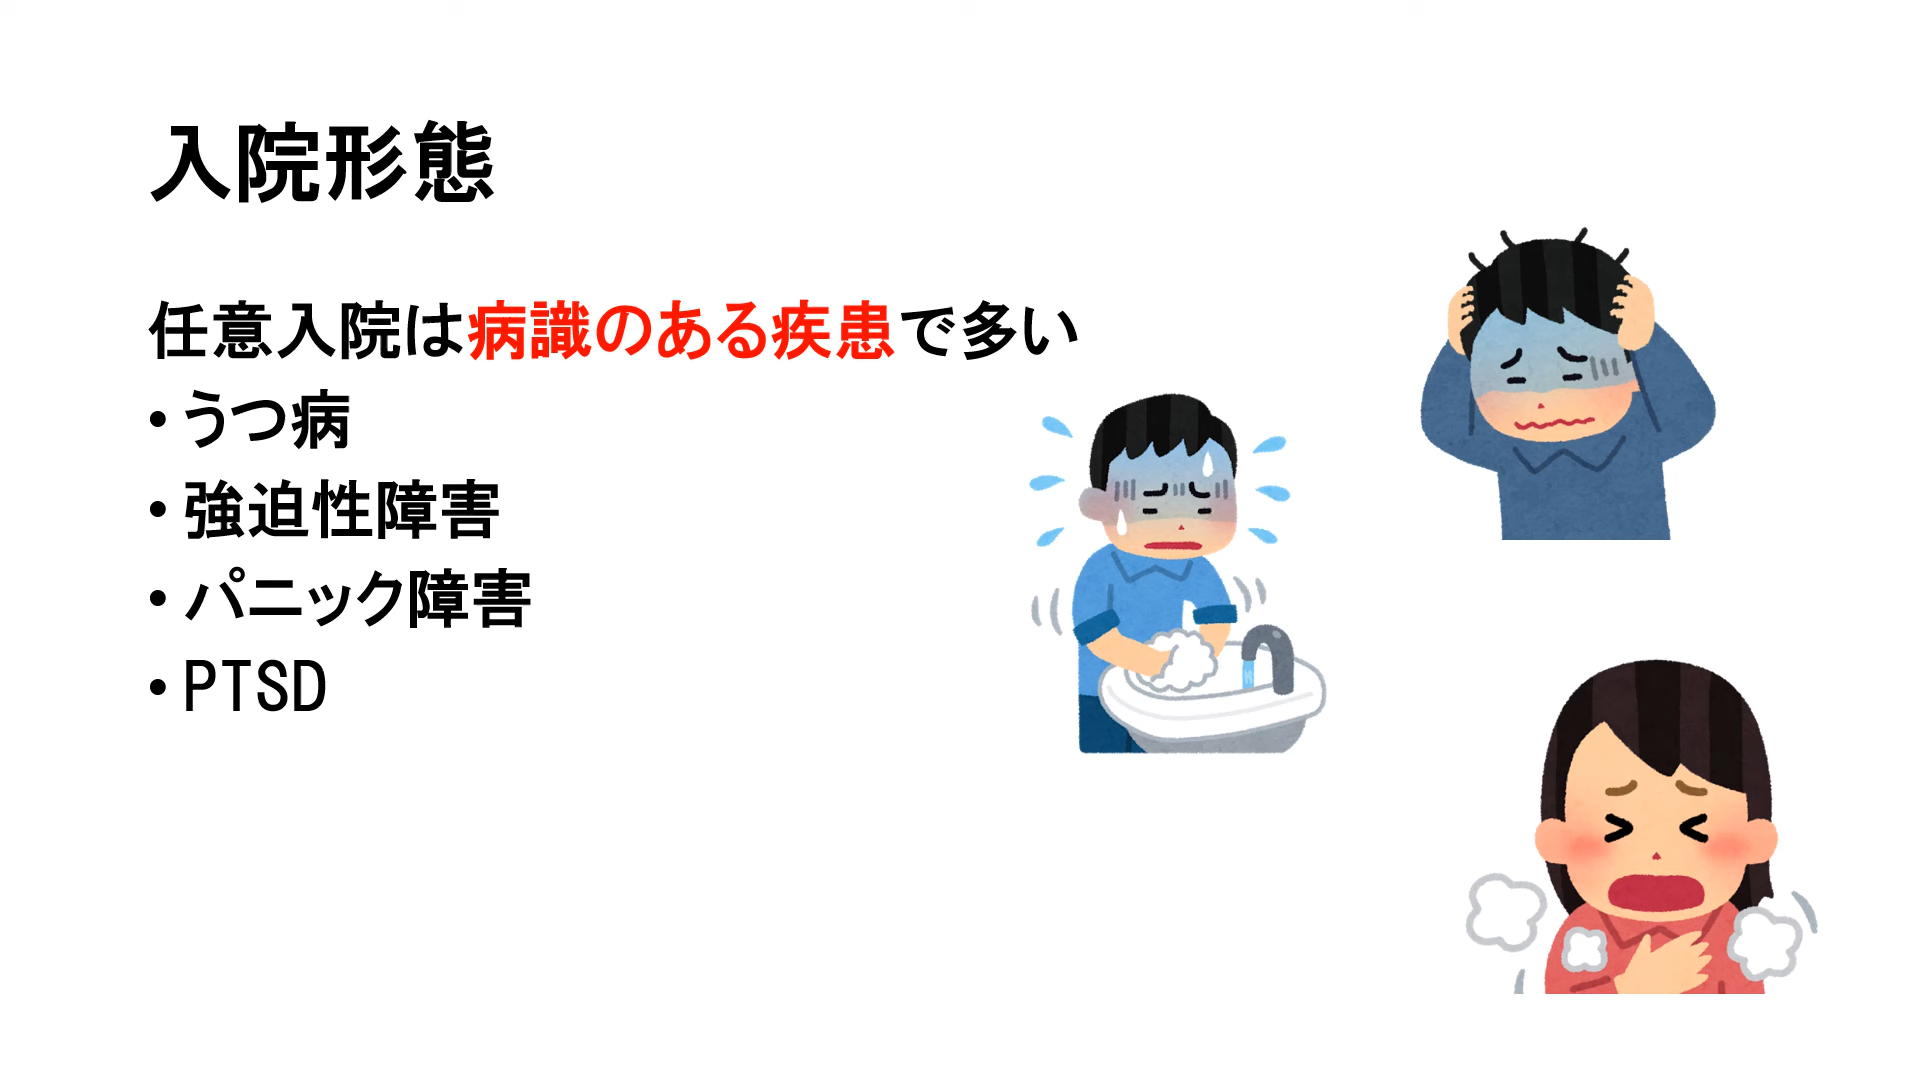 入院形態
任意入院は病識のある疾患で多い
• うつ病
• 強迫性障害
• パニック障害
• PTSD